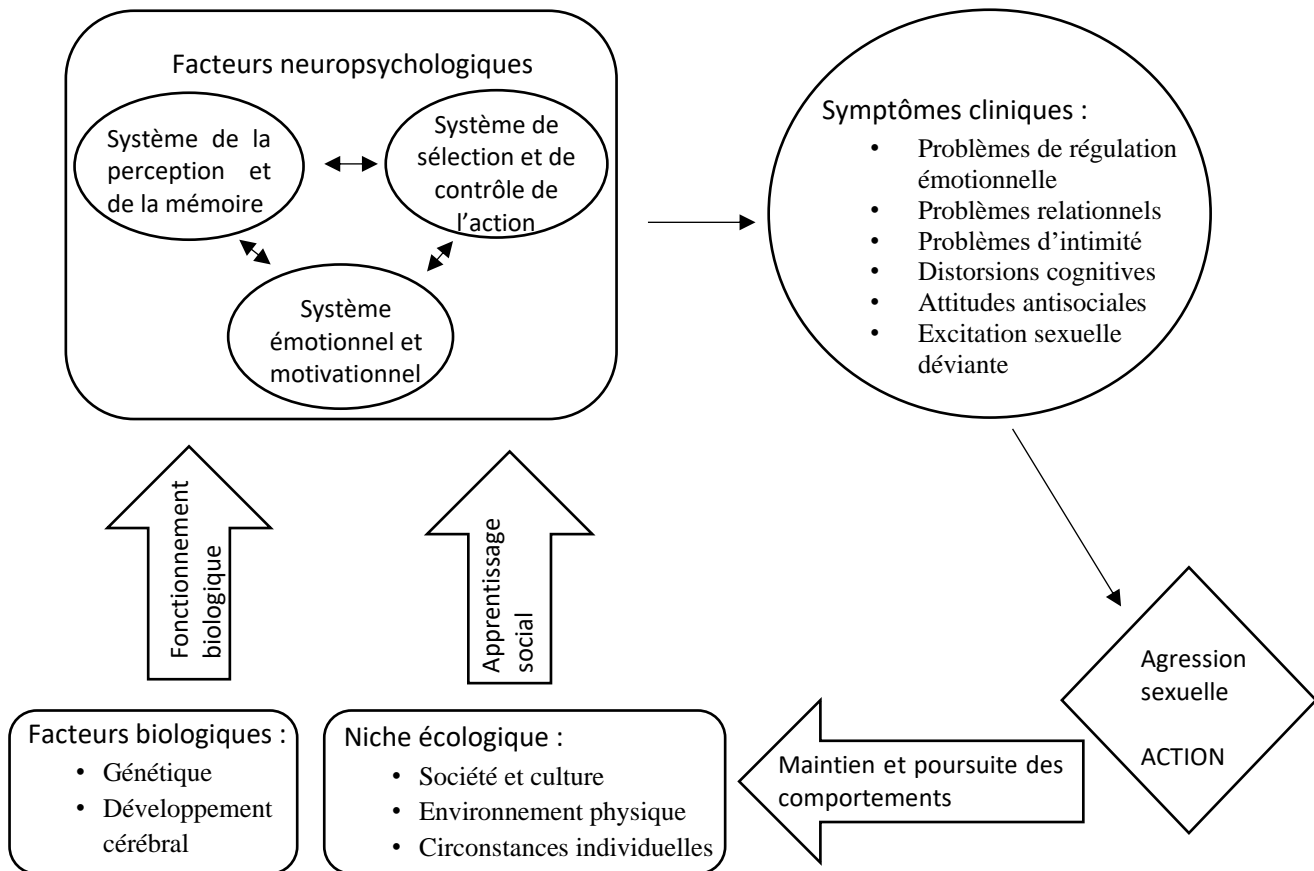 Facteurs neuropsychologiques
Système de la
perception et
de la mémoire
Système de
sélection et de
contrôle de
l’action
Système
émotionnel et
motivationnel
Symptômes cliniques :
• Problèmes de régulation
émotionnelle
• Problèmes relationnels
• Problèmes d’intimité
• Distorsions cognitives
• Attitudes antisociales
• Excitation sexuelle
déviante
Fonctionnement
biologique
Apprentissage
social
Agression
sexuelle
ACTION
Facteurs biologiques :
• Génétique
• Développement
cérébral
Niche écologique :
• Société et culture
• Environnement physique
• Circonstances individuelles
Maintien et poursuite des
comportements